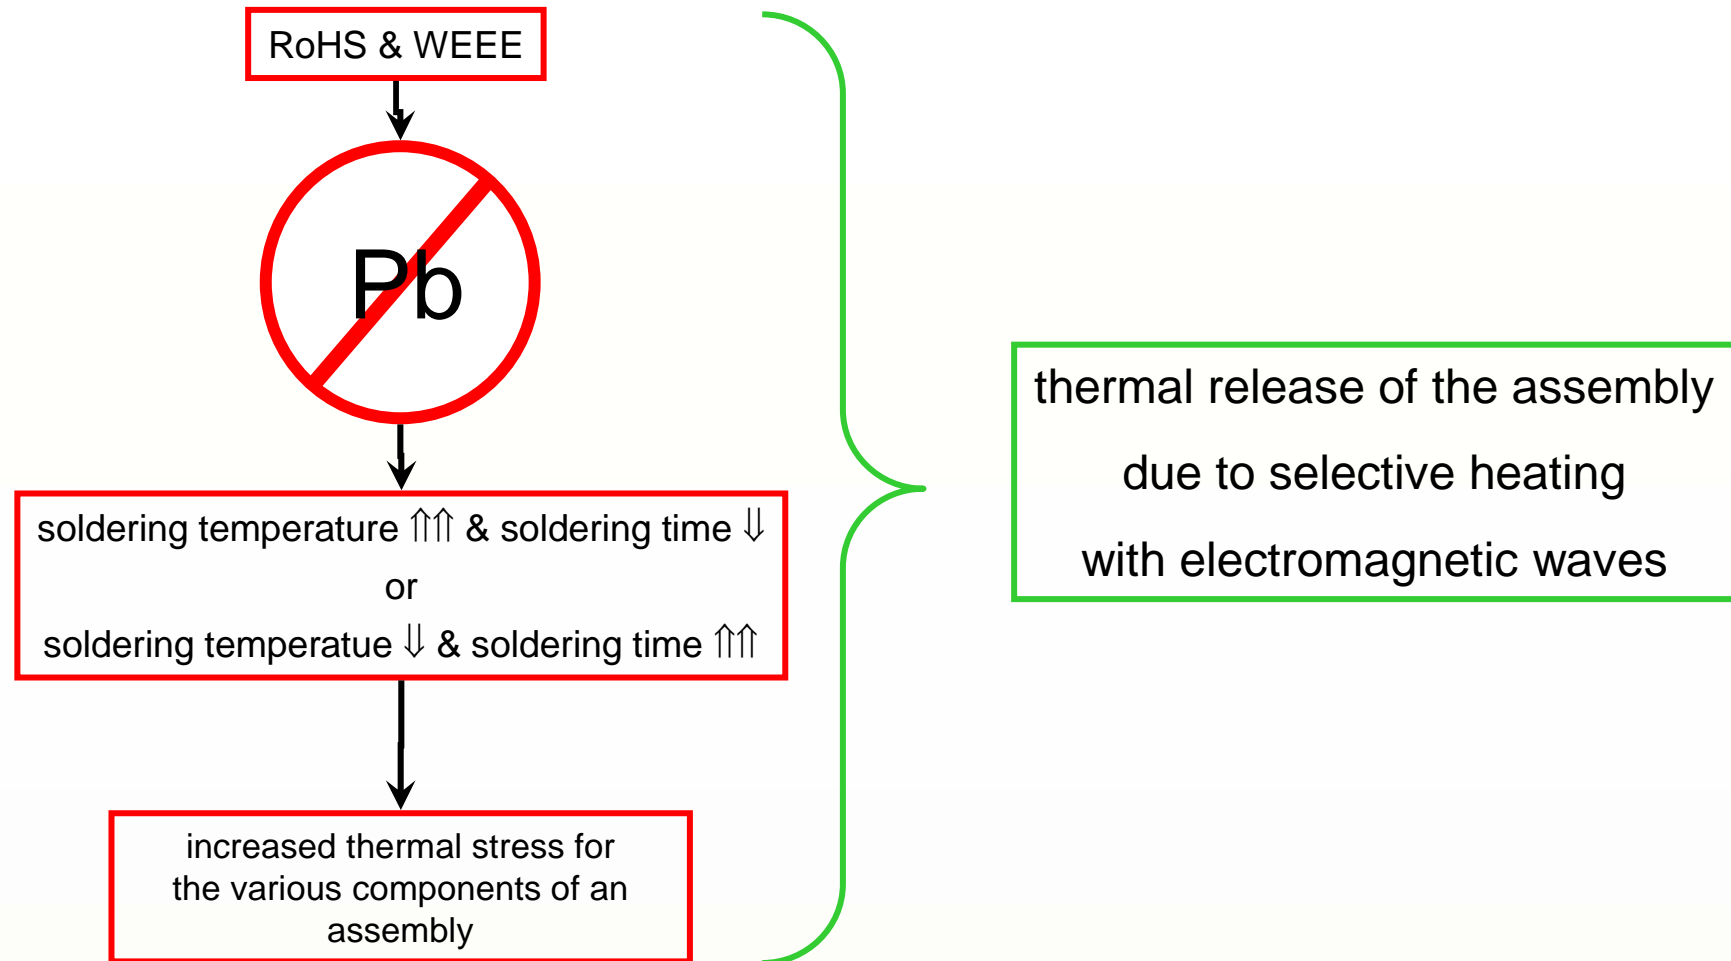 RoHS & WEEE
Pb
soldering temperature ⇑⇑ & soldering time ⇓
or
soldering temperatue ⇓ & soldering time ⇑⇑
increased thermal stress for
the various components of an
assembly
thermal release of the assembly
due to selective heating
with electromagnetic waves